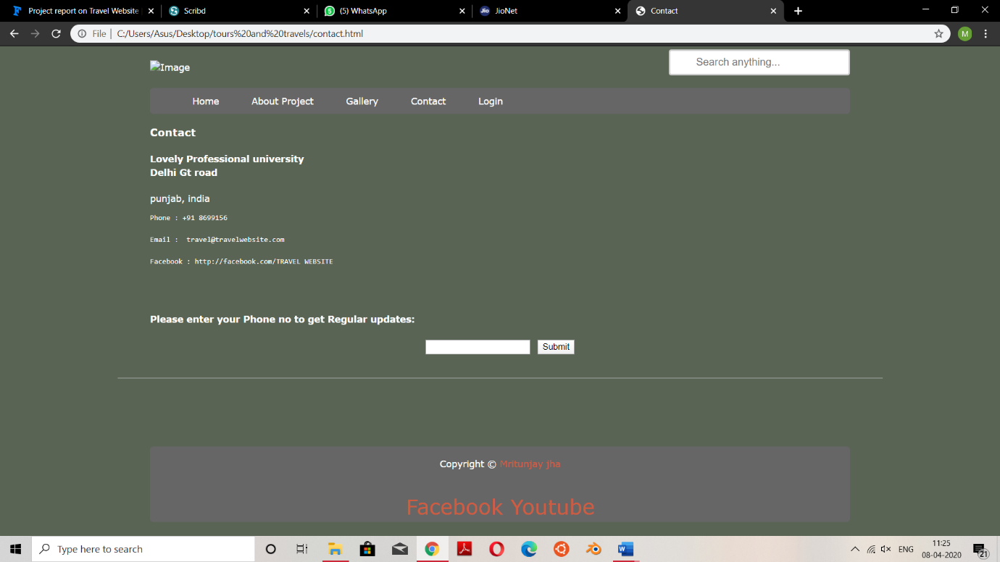 Project report on Travel Website
Scribd
(5) WhatsApp
JioNet
Contact
File | C:/Users/Asus/Desktop/tours%20and%20travels/contact.html
M
Image
Search anything...
Home About Project Gallery Contact Login
Contact
Lovely Professional university
Delhi Gt road
punjab, india
Phone : +91 8699156
Email : travel@travelwebsite.com
Facebook : http://facebook.com/TRAVEL WEBSITE
Please enter your Phone no to get Regular updates:
Submit
Copyright © Mritunjay jha
Facebook Youtube
Type here to search
ENG
11:25
08-04-2020
21